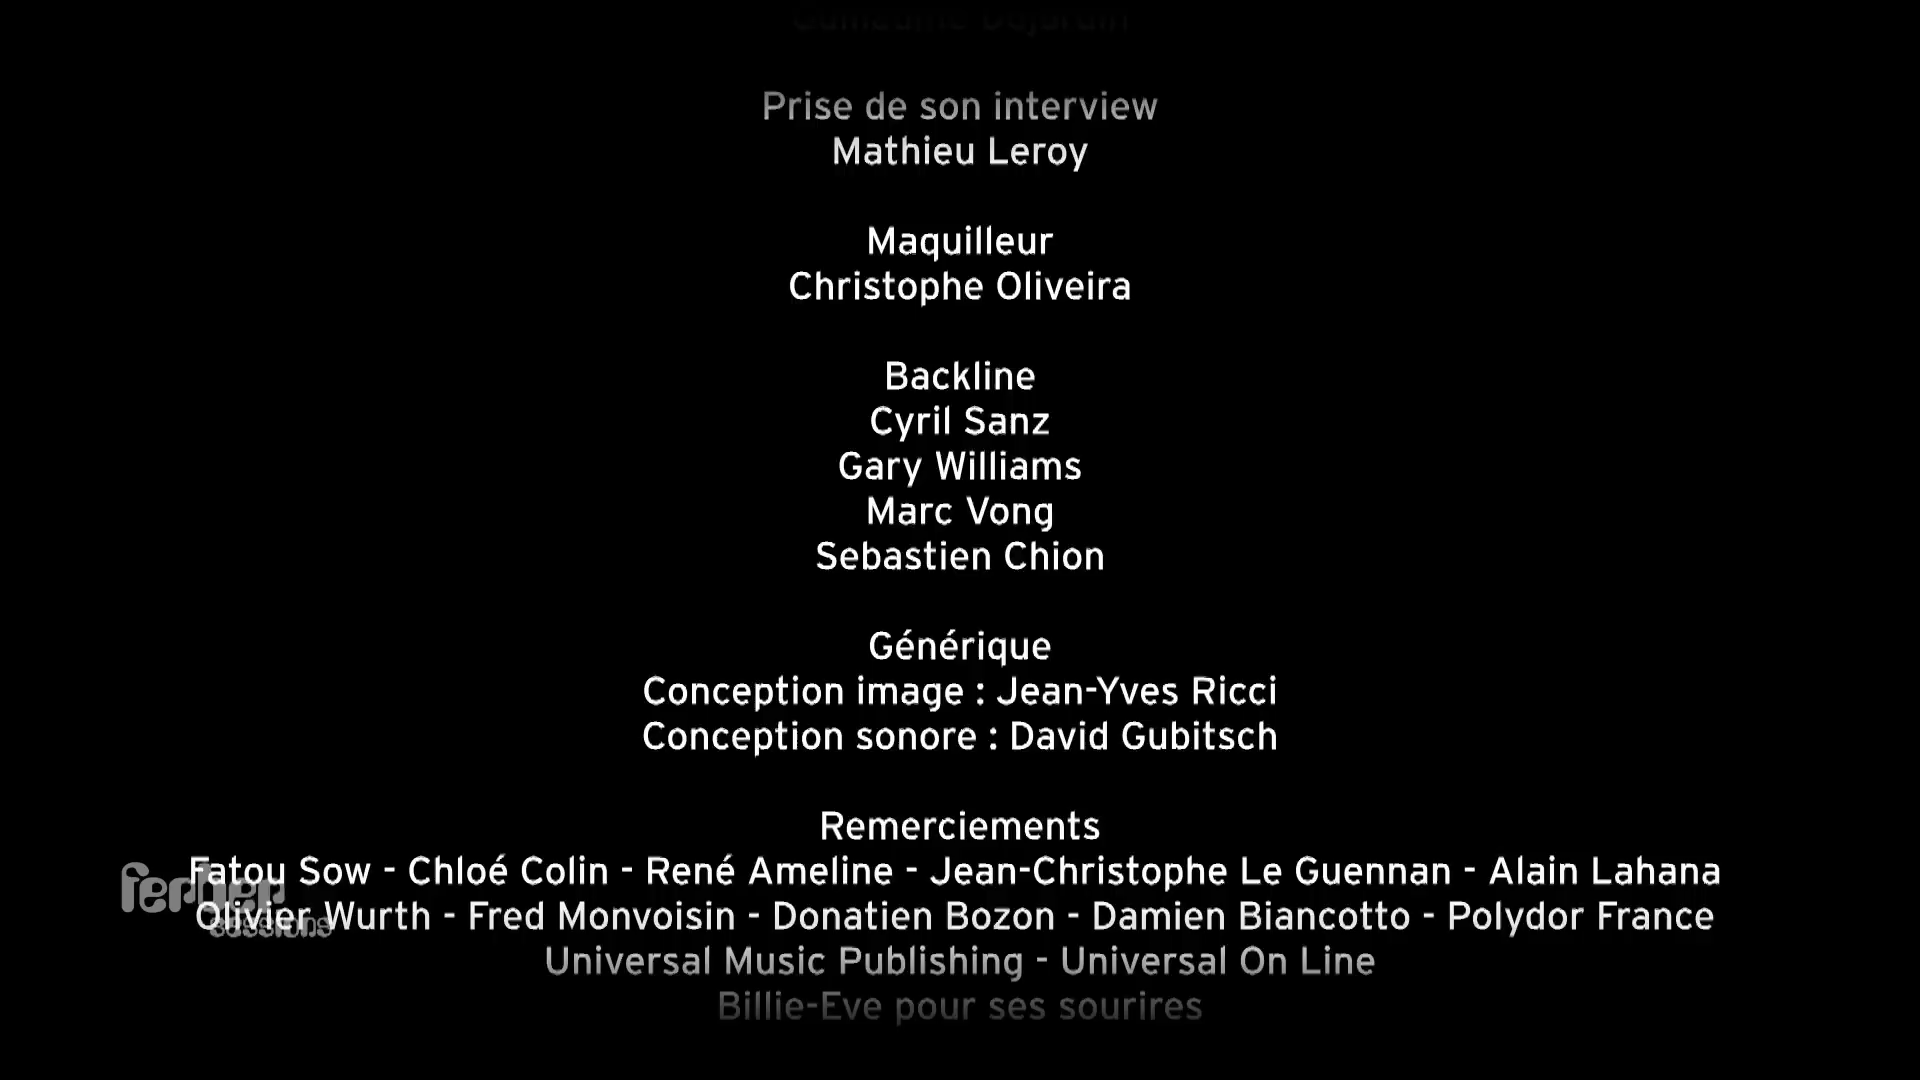 Prise de son interview
Mathieu Leroy
Maquilleur
Christophe Oliveira
Backline
Cyril Sanz
Gary Williams
Marc Vong
Sebastien Chion
Générique
Conception image : Jean-Yves Ricci
Conception sonore : David Gubitsch
Remerciements
Fatou Sow - Chloé Colin - René Ameline - Jean-Christophe Le Guennan - Alain Lahana
Olivier Wurth - Fred Monvoisin - Donatien Bozon - Damien Biancotto - Polydor France
Universal Music Publishing - Universal On Line
Billie-Eve pour ses sourires
ferber
sessions